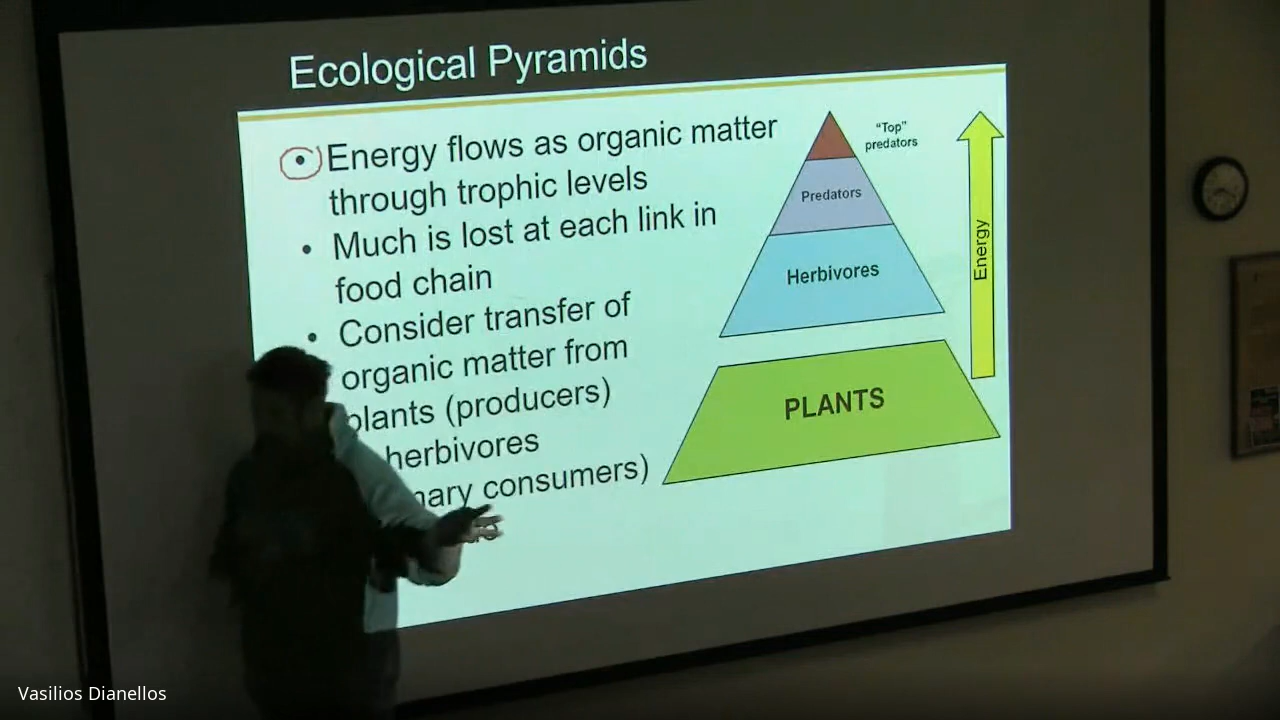 Ecological Pyramids
• Energy flows as organic matter
through trophic levels
• Much is lost at each link in
food chain
• Consider transfer of
organic matter from
plants (producers)
herbivores
consumers)
"Top"
predators
Predators
Herbivores
PLANTS
Energy
Vasilios Dianellos